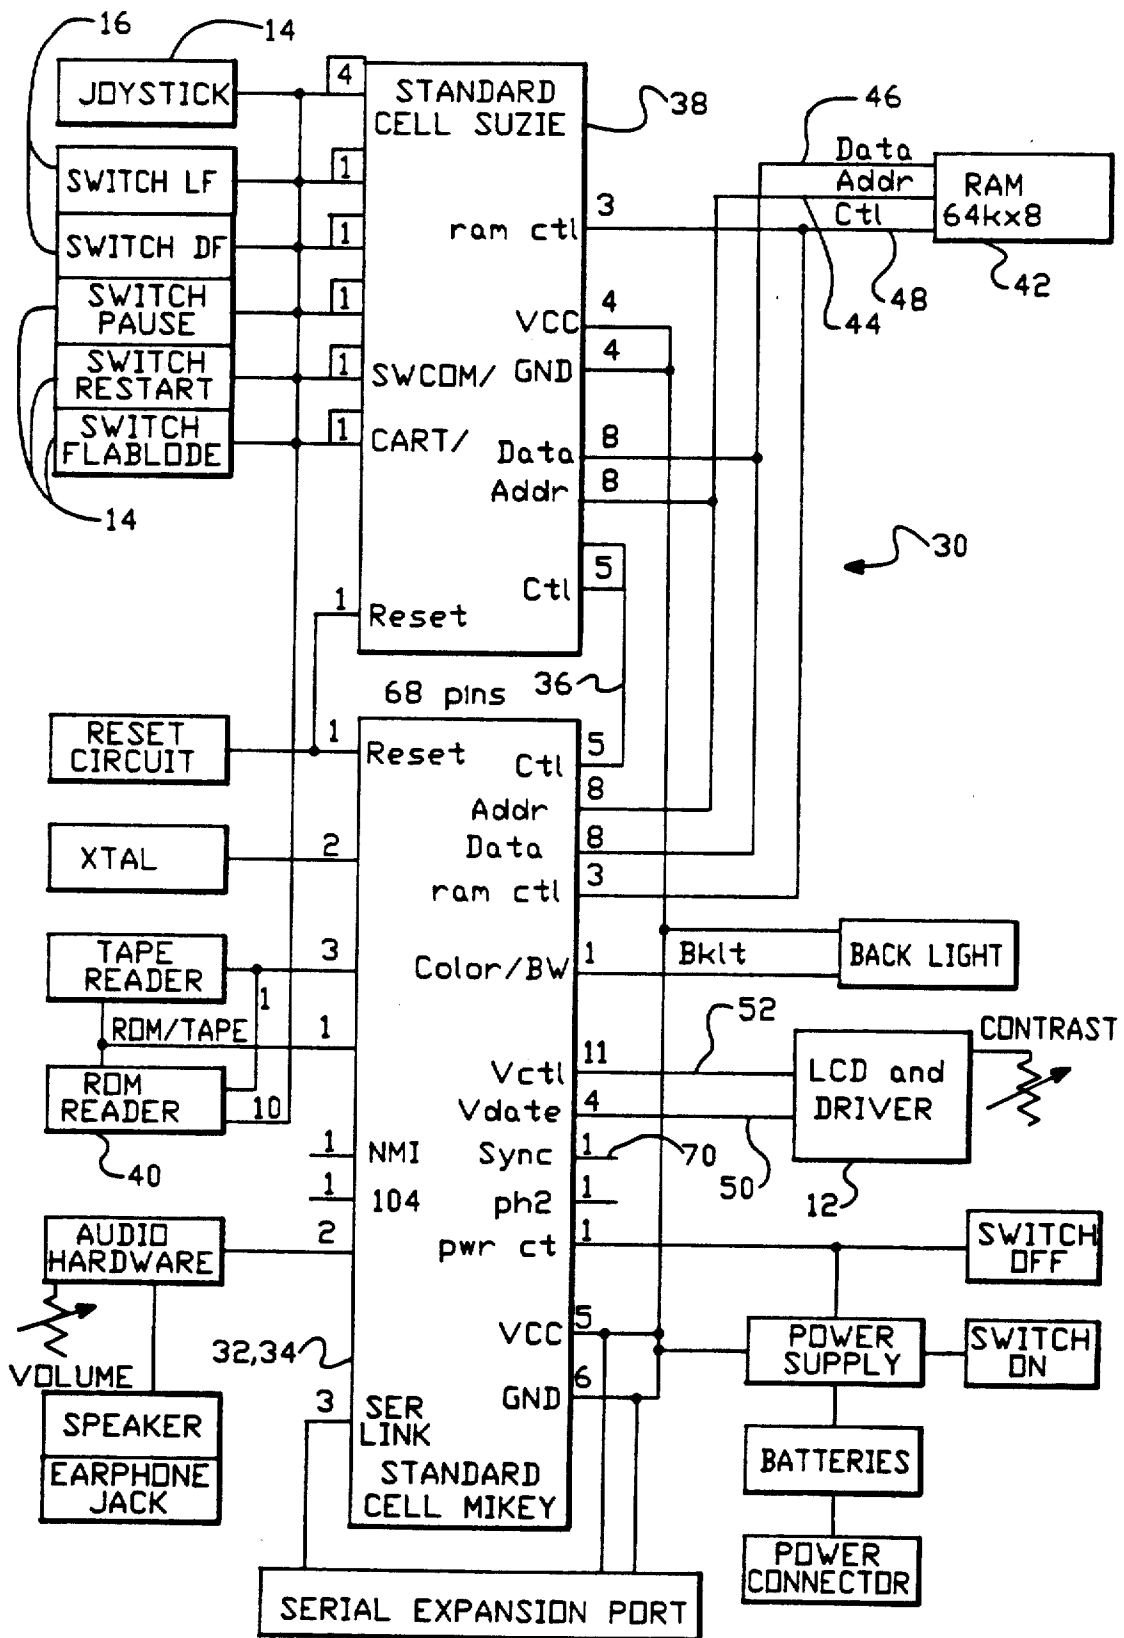 16
14
JOYSTICK
4
STANDARD
CELL SUZIE
38
46
Data
Addr
Ctl
RAM
64kx8
SWITCH LF
1
3
ram ctl
SWITCH DF
1
44
48
42
SWITCH
PAUSE
1
VCC
4
SWITCH
RESTART
1
SWCOM/
GND
4
SWITCH
FLABLODE
1
CART/
Data
8
Addr
8
14
30
Ctl
5
1
Reset
68 pins
36
RESET
CIRCUIT
1
Reset
Ctl
5
Addr
8
XTAL
2
Data
8
ram ctl
3
TAPE
READER
3
1
Color/BW
1
Bklt
BACK LIGHT
ROM/TAPE
1
52
CONTRAST
ROM
READER
10
Vctl
11
LCD and
DRIVER
Vdate
4
40
1
NMI
Sync
1
70
50
12
1
104
ph2
1
AUDIO
HARDWARE
2
pwr ct
1
SWITCH
OFF
VOLUME
32,34
VCC
5
POWER
SUPPLY
SWITCH
ON
3
SER
LINK
GND
6
SPEAKER
EARPHONE
JACK
STANDARD
CELL MIKEY
BATTERIES
POWER
CONNECTOR
SERIAL EXPANSION PORT